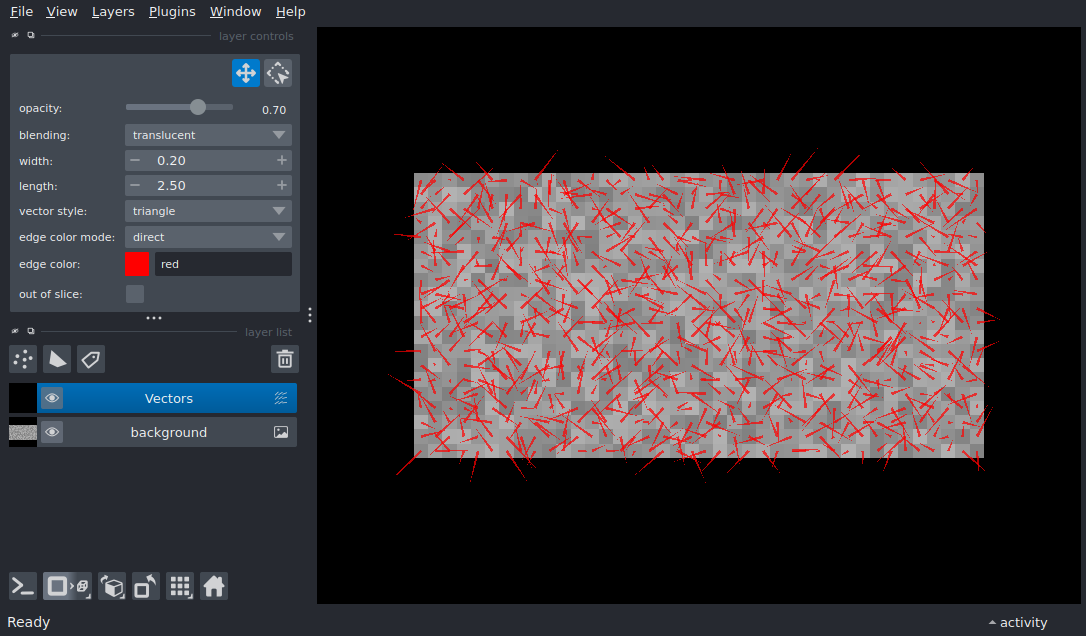 File View Layers Plugins Window Help
layer controls
opacity: 0.70
blending: translucent
width: 0.20
length: 2.50
vector style: triangle
edge color mode: direct
edge color: red
out of slice:
layer list
Vectors
background
Ready
activity